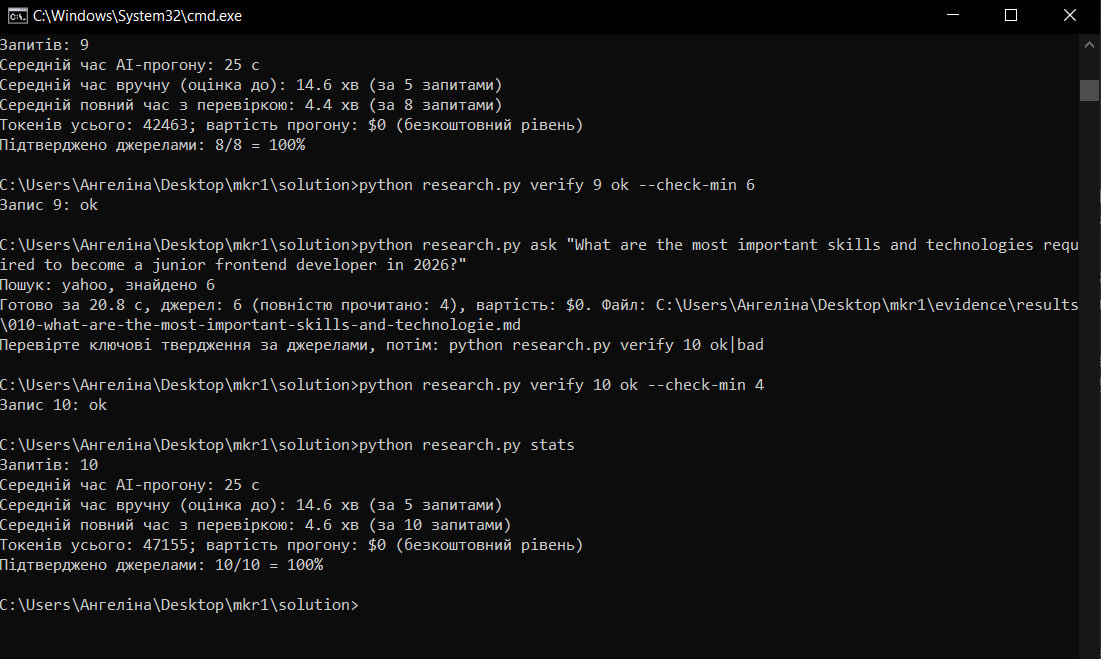 C:\Windows\System32\cmd.exe
Запитів: 9
Середній час AI-прогону: 25 с
Середній час вручну (оцінка до): 14.6 хв (за 5 запитами)
Середній повний час з перевіркою: 4.4 хв (за 8 запитами)
Токенів усього: 42463; вартість прогону: $0 (безкоштовний рівень)
Підтверджено джерелами: 8/8 = 100%
C:\Users\Ангеліна\Desktop\mkr1\solution>python research.py verify 9 ok --check-min 6
Запис 9: ok
C:\Users\Ангеліна\Desktop\mkr1\solution>python research.py ask "What are the most important skills and technologies requ
ired to become a junior frontend developer in 2026?"
Пошук: yahoo, знайдено 6
Готово за 20.8 с, джерел: 6 (повністю прочитано: 4), вартість: $0. Файл: C:\Users\Ангеліна\Desktop\mkr1\evidence\results
\010-what-are-the-most-important-skills-and-technologie.md
Перевірте ключові твердження за джерелами, потім: python research.py verify 10 ok|bad
C:\Users\Ангеліна\Desktop\mkr1\solution>python research.py verify 10 ok --check-min 4
Запис 10: ok
C:\Users\Ангеліна\Desktop\mkr1\solution>python research.py stats
Запитів: 10
Середній час AI-прогону: 25 с
Середній час вручну (оцінка до): 14.6 хв (за 5 запитами)
Середній повний час з перевіркою: 4.6 хв (за 10 запитами)
Токенів усього: 47155; вартість прогону: $0 (безкоштовний рівень)
Підтверджено джерелами: 10/10 = 100%
C:\Users\Ангеліна\Desktop\mkr1\solution>